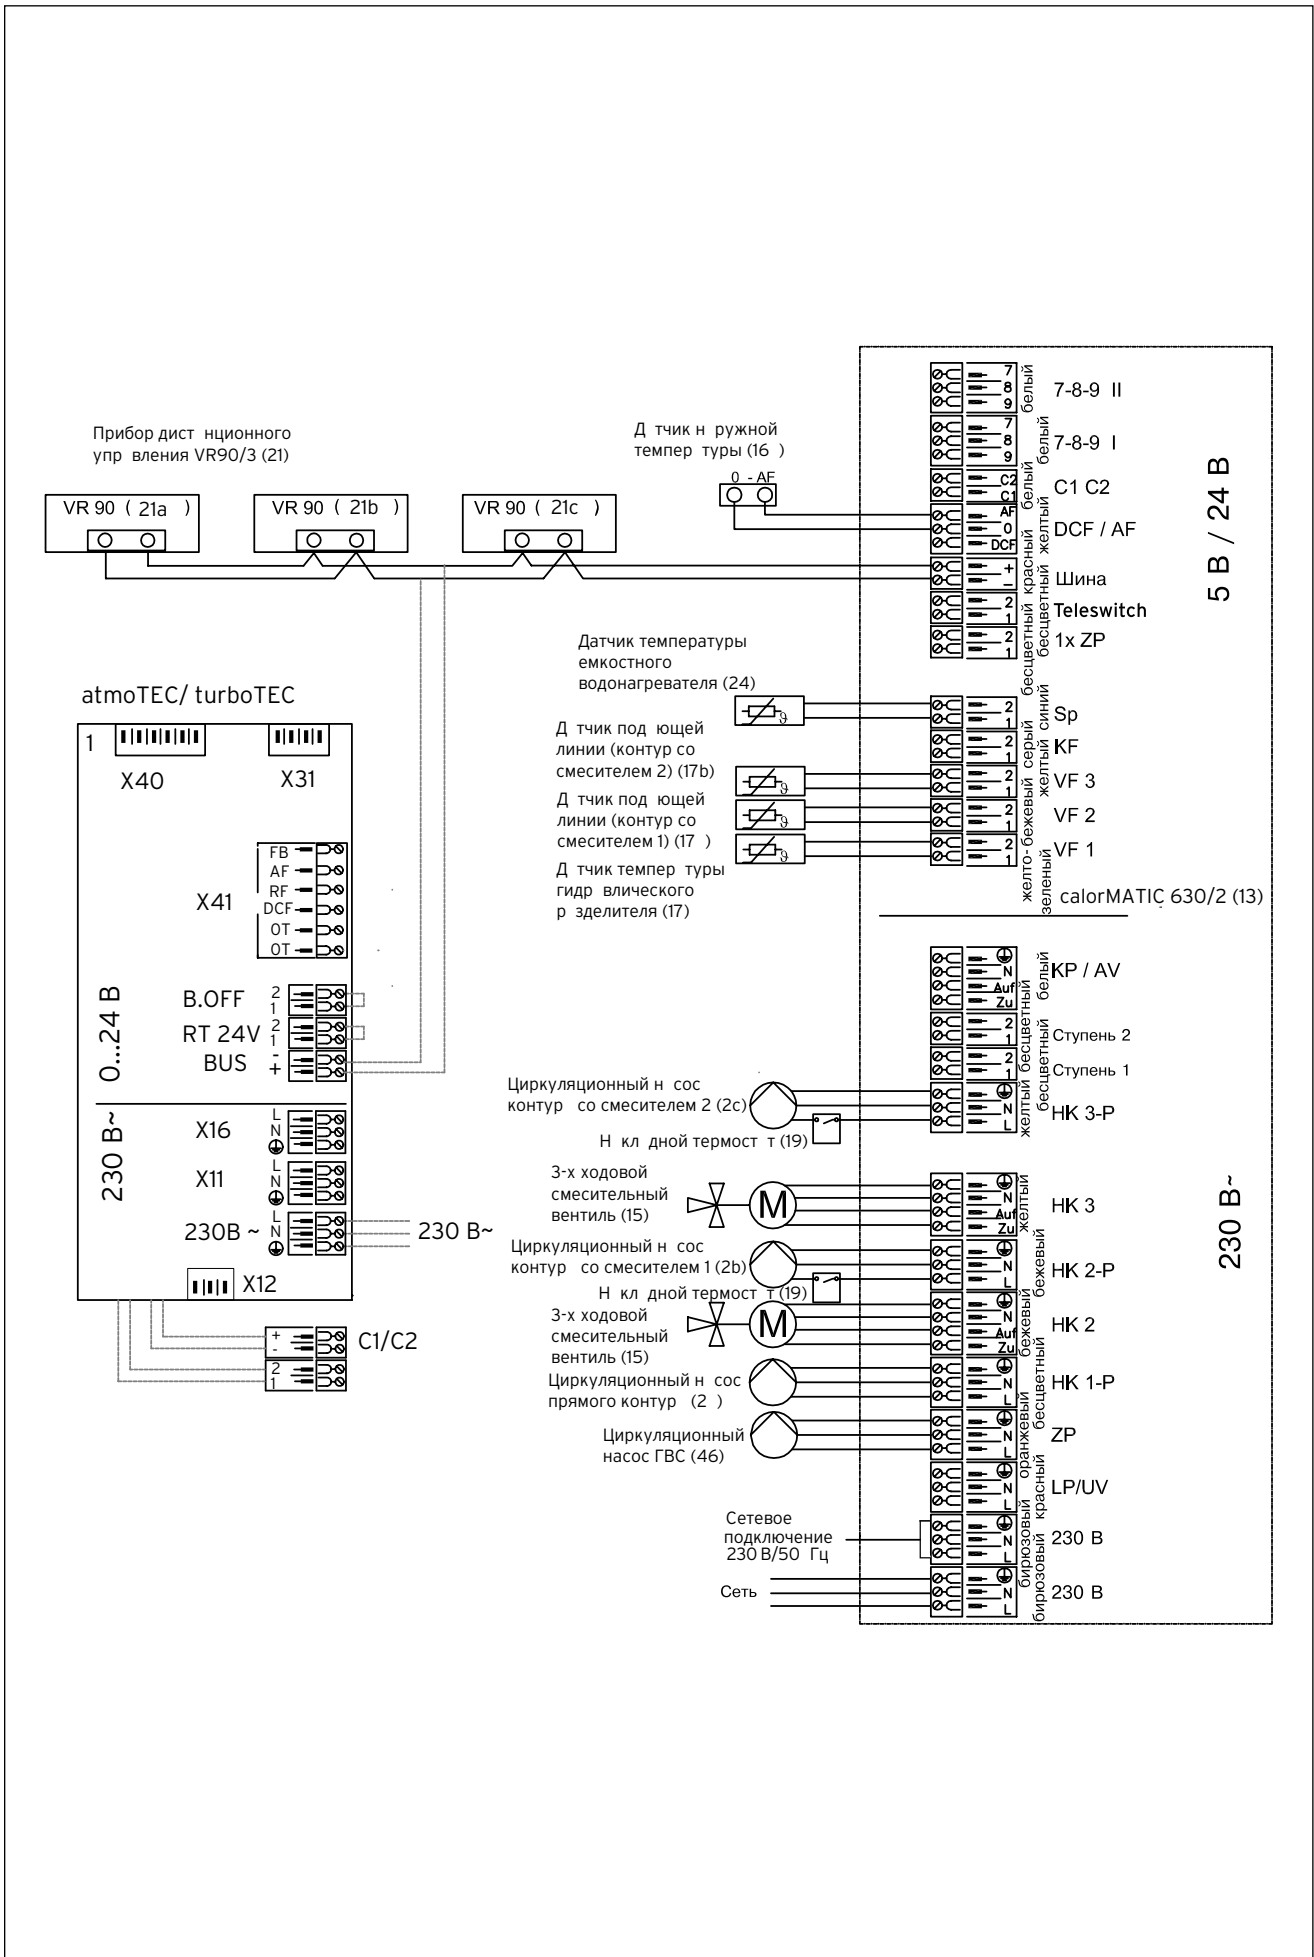 Прибор дист нционного
упр вления VR90/3 (21)
VR 90 ( 21a )
VR 90 ( 21b )
VR 90 ( 21c )
Д тчик н ружной
темпер туры (16 )
0 - AF
Датчик температуры
емкостного
водонагревателя (24)
Д тчик под ющей
линии (контур со
смесителем 2) (17b)
Д тчик под ющей
линии (контур со
смесителем 1) (17 )
Д тчик темпер туры
гидр влического
р зделителя (17)
ϑ
ϑ
ϑ
ϑ
atmoTEC/ turboTEC
1
X40
X31
X41
FB
AF
RF
DCF
OT
OT
0...24 В
B.OFF
2
1
RT 24V
2
1
BUS
-
+
230 В~
X16
L
N
X11
L
N
230В ~
L
N
230 В~
X12
+
-
C1/C2
2
1
Циркуляционный н сос
контур со смесителем 2 (2c)
Н кл дной термост т (19)
3-х ходовой
смесительный
вентиль (15)
M
Циркуляционный н сос
контур со смесителем 1 (2b)
Н кл дной термост т (19)
3-х ходовой
смесительный
вентиль (15)
M
Циркуляционный н сос
прямого контур (2 )
Циркуляционный
насос ГВС (46)
Сетевое
подключение
230 В/50 Гц
Сеть
7
8
9
белый
7-8-9 II
7
8
9
белый
7-8-9 I
C2
C1
белый
C1 C2
AF
0
DCF
желтый
DCF / AF
+
–
красный
Шина
2
1
бесцветный
Teleswitch
2
1
бесцветный
1x ZP
5 В / 24 В
2
1
синий
Sp
2
1
серый
KF
2
1
желтый
VF 3
2
1
желто-бежевый
VF 2
2
1
зеленый
VF 1
calorMATIC 630/2 (13)
N
Auf
Zu
белый
KP / AV
2
1
бесцветный
Ступень 2
2
1
бесцветный
Ступень 1
N
L
желтый
HK 3-P
N
Auf
Zu
желтый
HK 3
230 В~
N
L
бежевый
HK 2-P
N
Auf
Zu
бежевый
HK 2
N
L
бесцветный
HK 1-P
N
L
оранжевый
ZP
N
L
красный
LP/UV
N
L
бирюзовый
230 В
N
L
бирюзовый
230 В